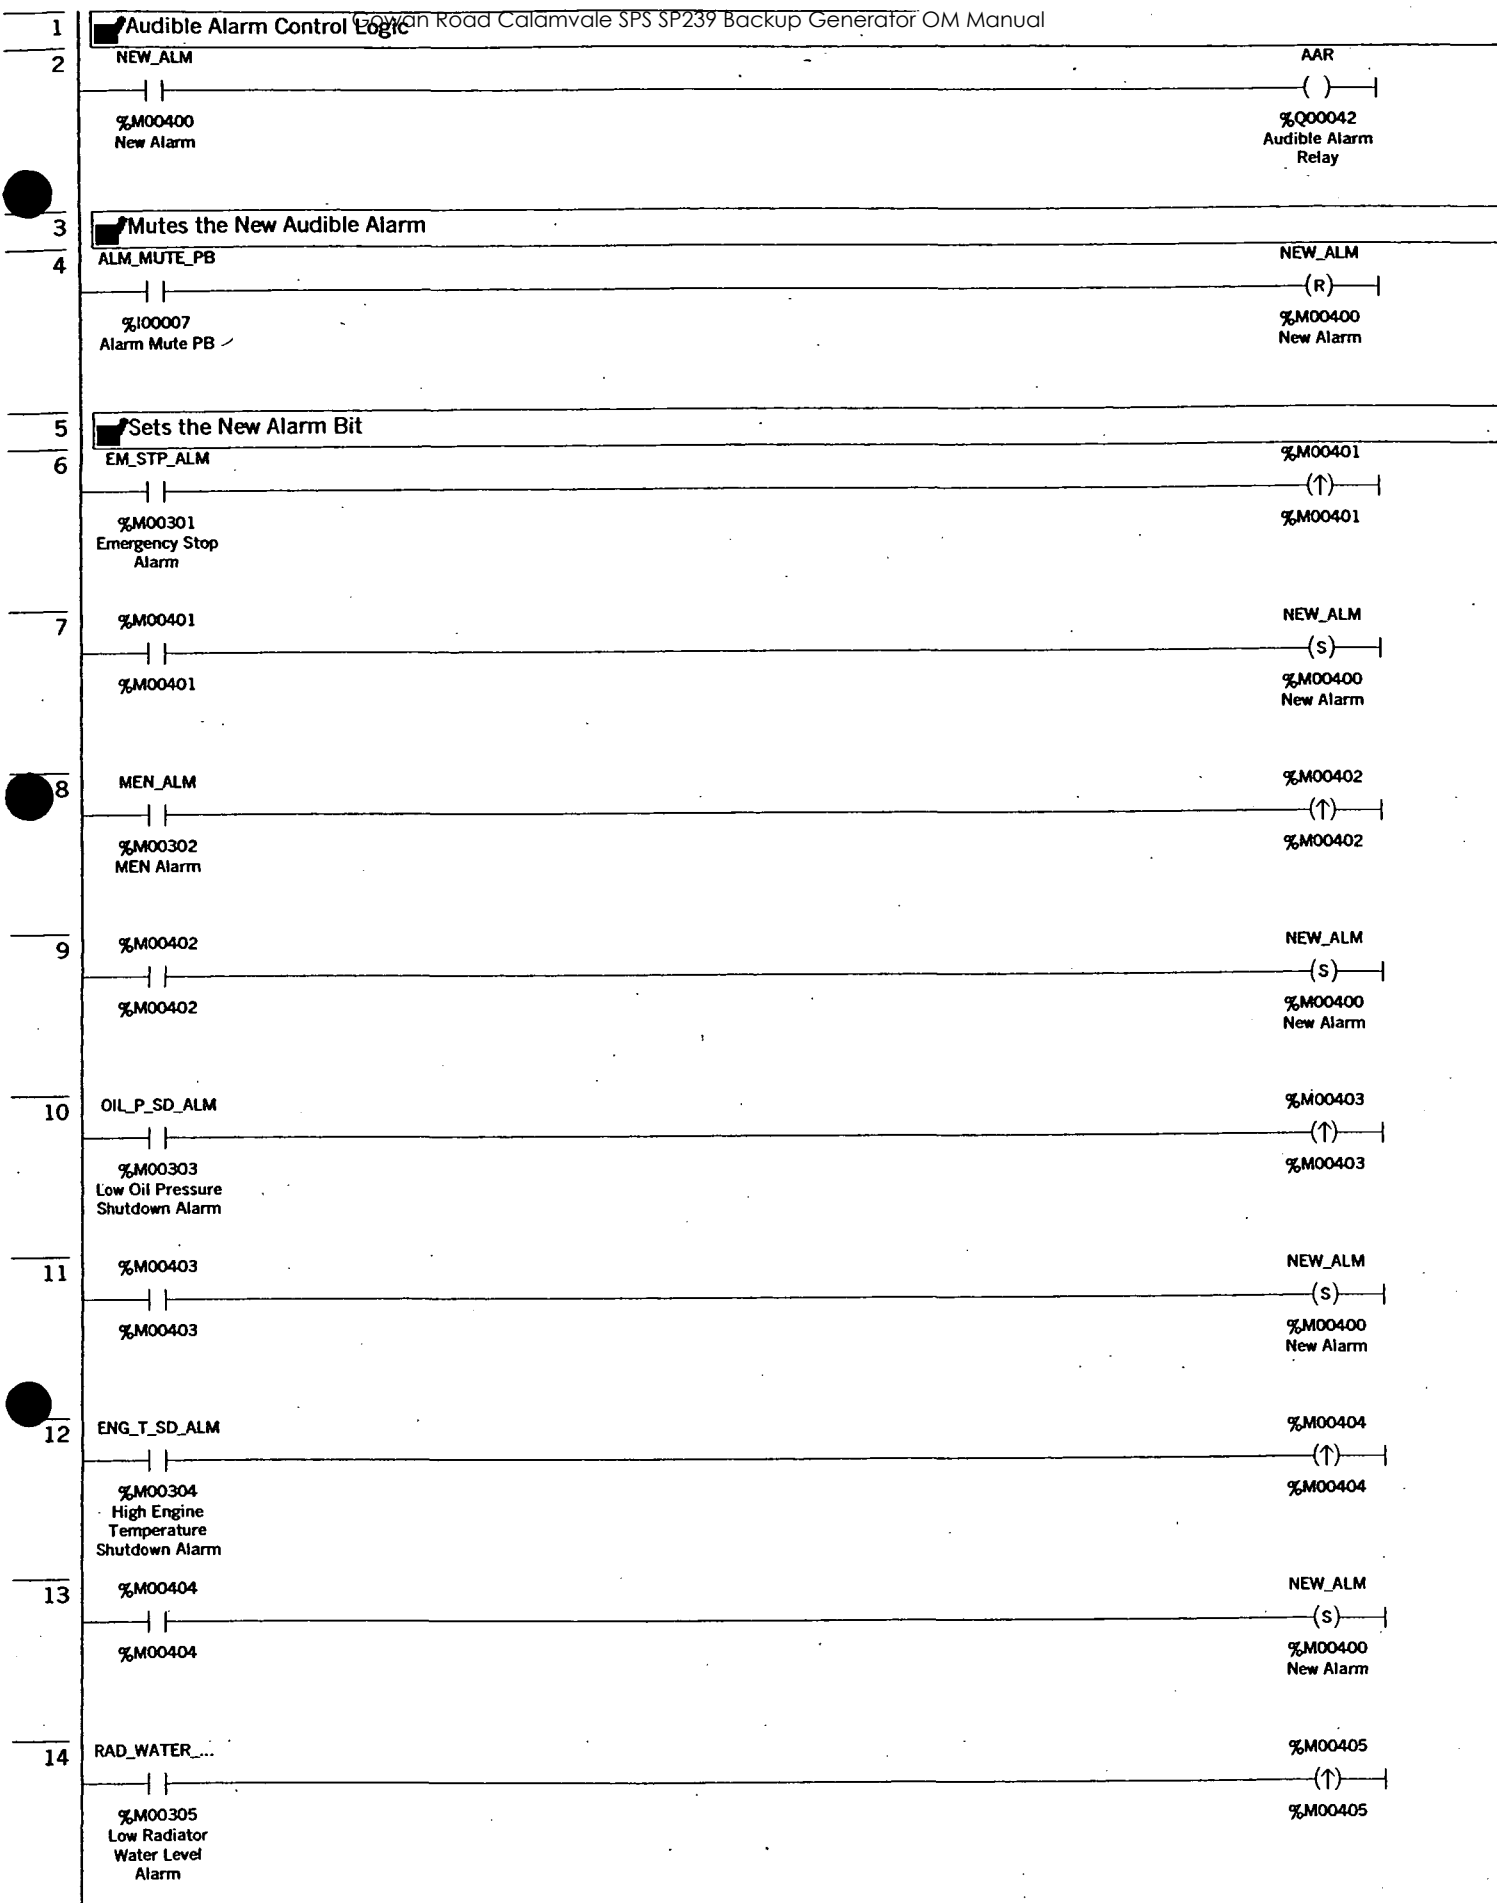 Gowan Road Calamvale SPS SP239 Backup Generator OM Manual
1 Audible Alarm Control Logic
2 NEW_ALM AAR
( )
%M00400 %Q00042
New Alarm Audible Alarm
Relay
3 Mutes the New Audible Alarm
4 ALM_MUTE_PB NEW_ALM
(R)
%I00007 %M00400
Alarm Mute PB New Alarm
5 Sets the New Alarm Bit
6 EM_STP_ALM %M00401
(↑)
%M00301 %M00401
Emergency Stop
Alarm
7 %M00401 NEW_ALM
(S)
%M00401 %M00400
New Alarm
8 MEN_ALM %M00402
(↑)
%M00302 %M00402
MEN Alarm
9 %M00402 NEW_ALM
(S)
%M00402 %M00400
New Alarm
10 OIL_P_SD_ALM %M00403
(↑)
%M00303 %M00403
Low Oil Pressure
Shutdown Alarm
11 %M00403 NEW_ALM
(S)
%M00403 %M00400
New Alarm
12 ENG_T_SD_ALM %M00404
(↑)
%M00304 %M00404
High Engine
Temperature
Shutdown Alarm
13 %M00404 NEW_ALM
(S)
%M00404 %M00400
New Alarm
14 RAD_WATER_... %M00405
(↑)
%M00305 %M00405
Low Radiator
Water Level
Alarm